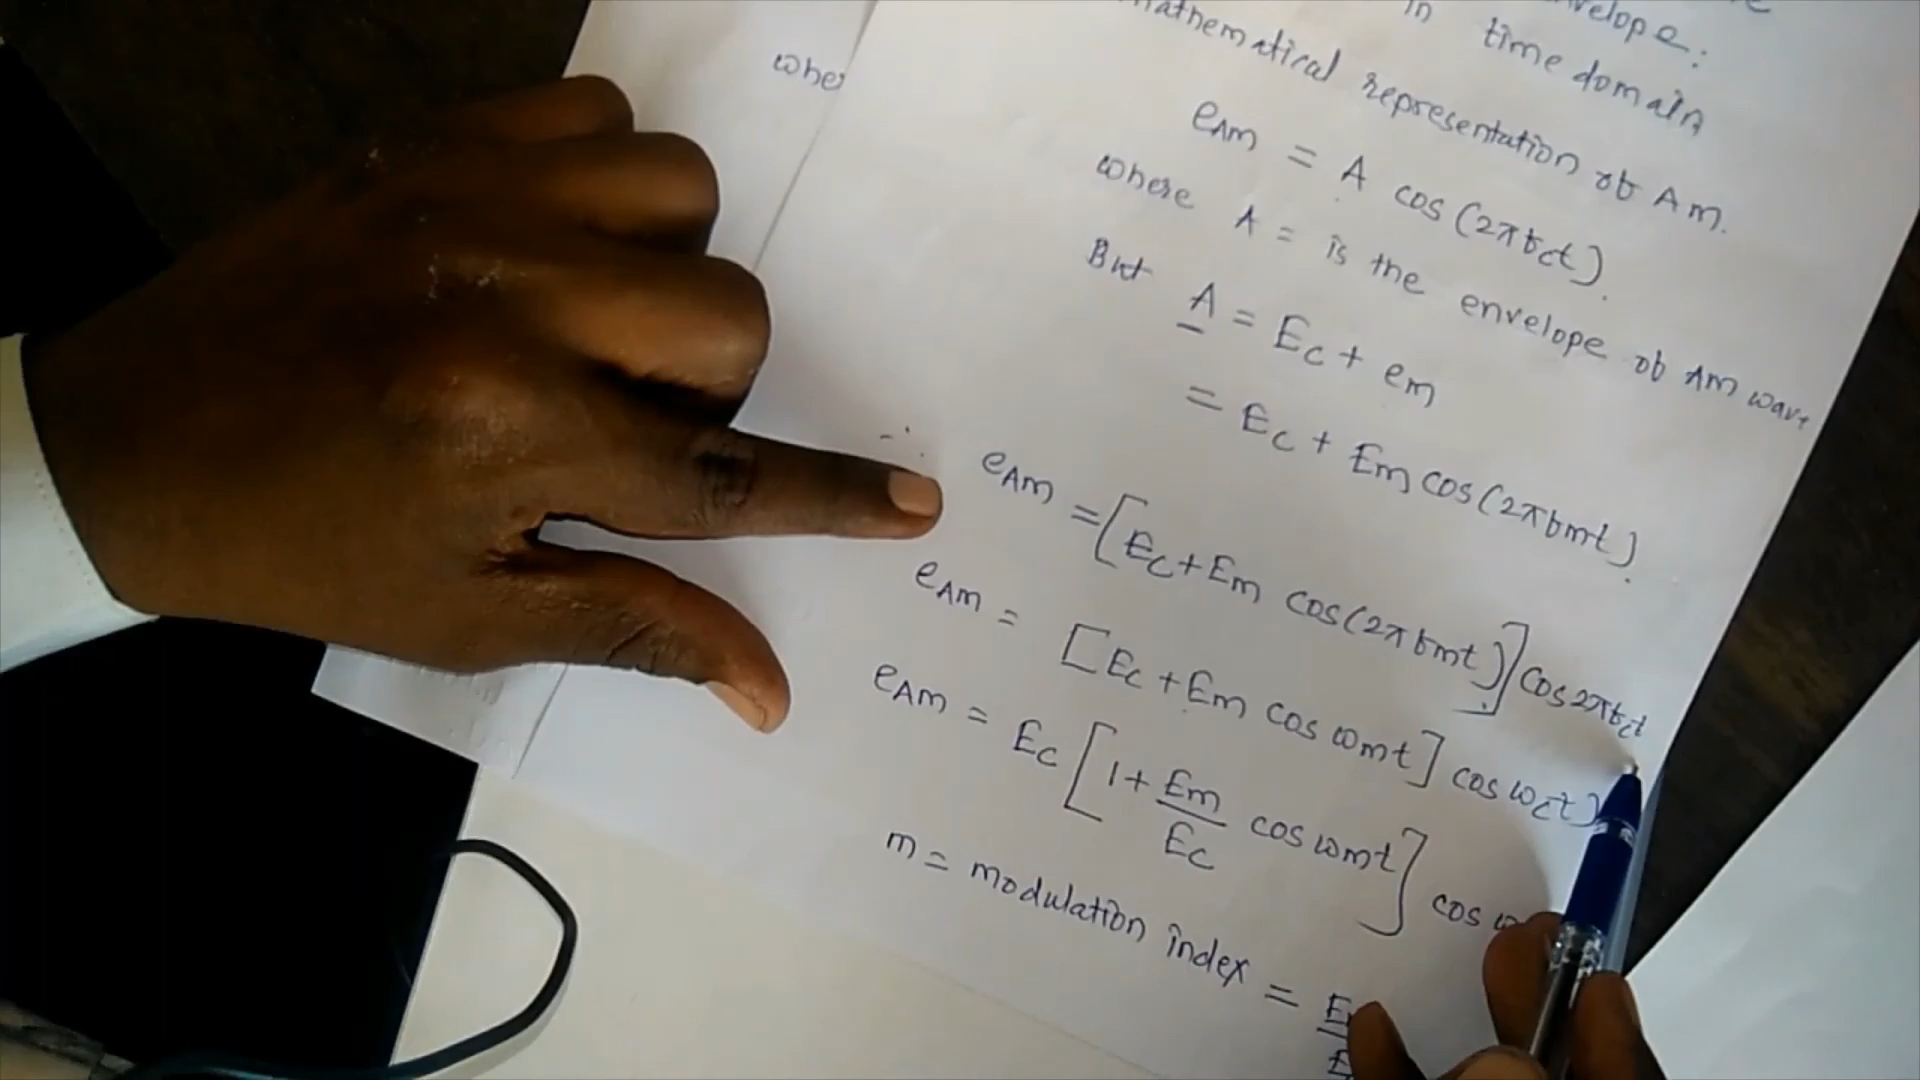 envelope:
in time domain
mathematical representation of Am.
eAm = A cos (2πfct).
where A = is the envelope of Am wave
But A = Ec + em
= Ec + Em cos (2πfmt).
∴ eAm = [Ec + Em cos(2πfmt)] cos 2πfct
eAm = [Ec + Em cos ωmt] cos ωct)
eAm = Ec [1 + Em/Ec cos ωmt] cos
m = modulation index =